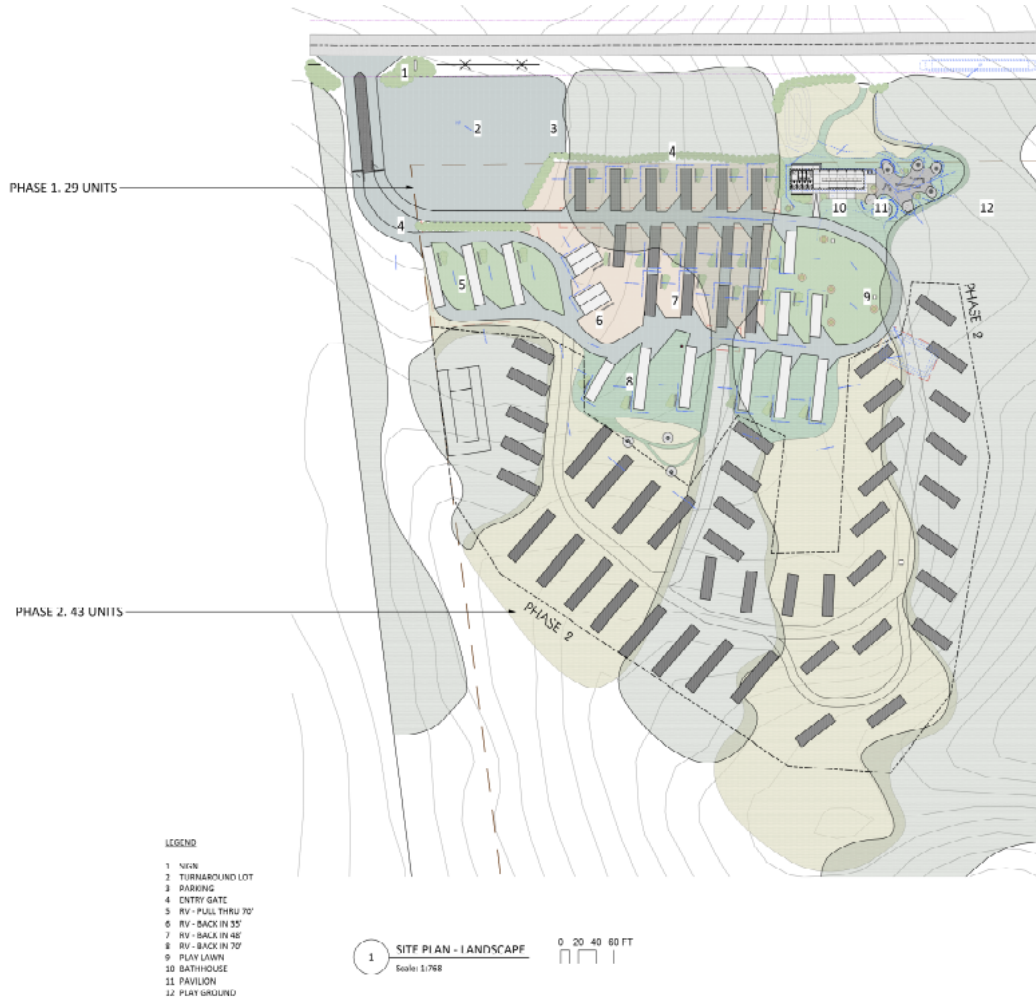 1
2
3
4
PHASE 1. 29 UNITS
10
11
12
4
5
9
7
6
PHASE 2
8
PHASE 2. 43 UNITS
PHASE 2
LEGEND
1 SIGN
2 TURNAROUND LOT
3 PARKING
4 ENTRY GATE
5 RV - PULL THRU 70'
6 RV - BACK IN 35'
7 RV - BACK IN 48'
8 RV - BACK IN 70'
9 PLAY LAWN
10 BATHHOUSE
11 PAVILION
12 PLAY GROUND
1 SITE PLAN - LANDSCAPE
Scale: 1:768
0 20 40 60 FT